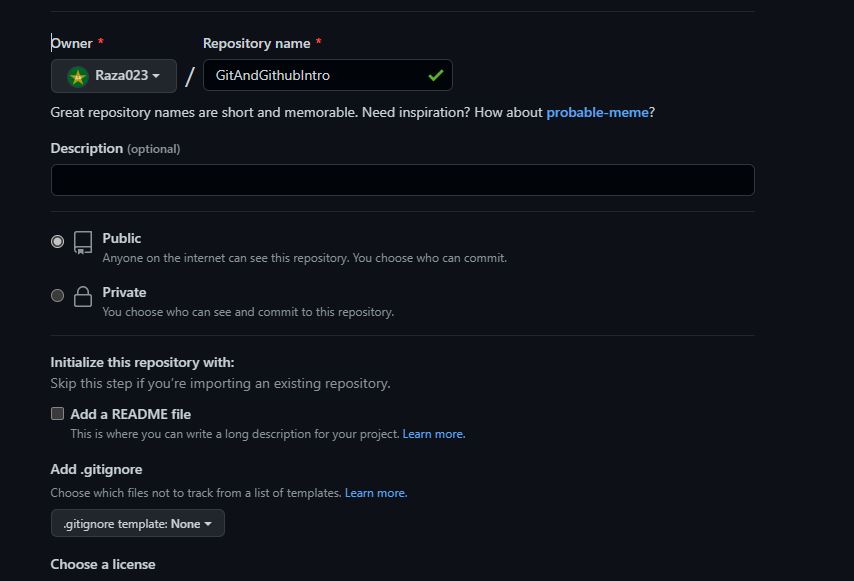 Owner *
Repository name *
Raza023
/
GitAndGithubIntro
Great repository names are short and memorable. Need inspiration? How about probable-meme?
Description (optional)
Public
Anyone on the internet can see this repository. You choose who can commit.
Private
You choose who can see and commit to this repository.
Initialize this repository with:
Skip this step if you're importing an existing repository.
Add a README file
This is where you can write a long description for your project. Learn more.
Add .gitignore
Choose which files not to track from a list of templates. Learn more.
.gitignore template: None
Choose a license